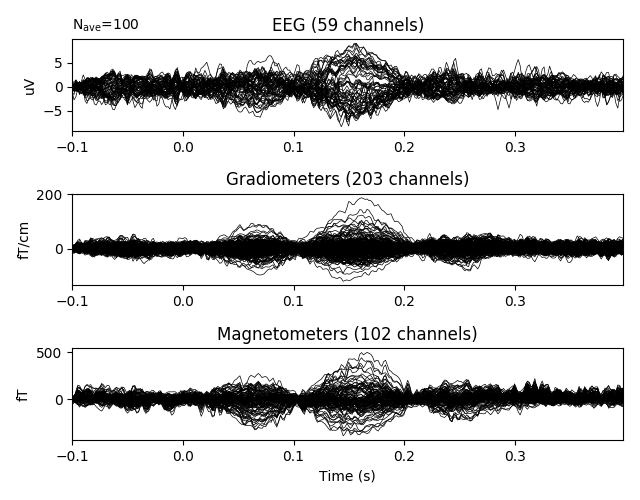 N_ave=100
EEG (59 channels)
uV
5
0
−5
−0.1 0.0 0.1 0.2 0.3
Gradiometers (203 channels)
fT/cm
200
0
−0.1 0.0 0.1 0.2 0.3
Magnetometers (102 channels)
fT
500
0
−0.1 0.0 0.1 0.2 0.3
Time (s)